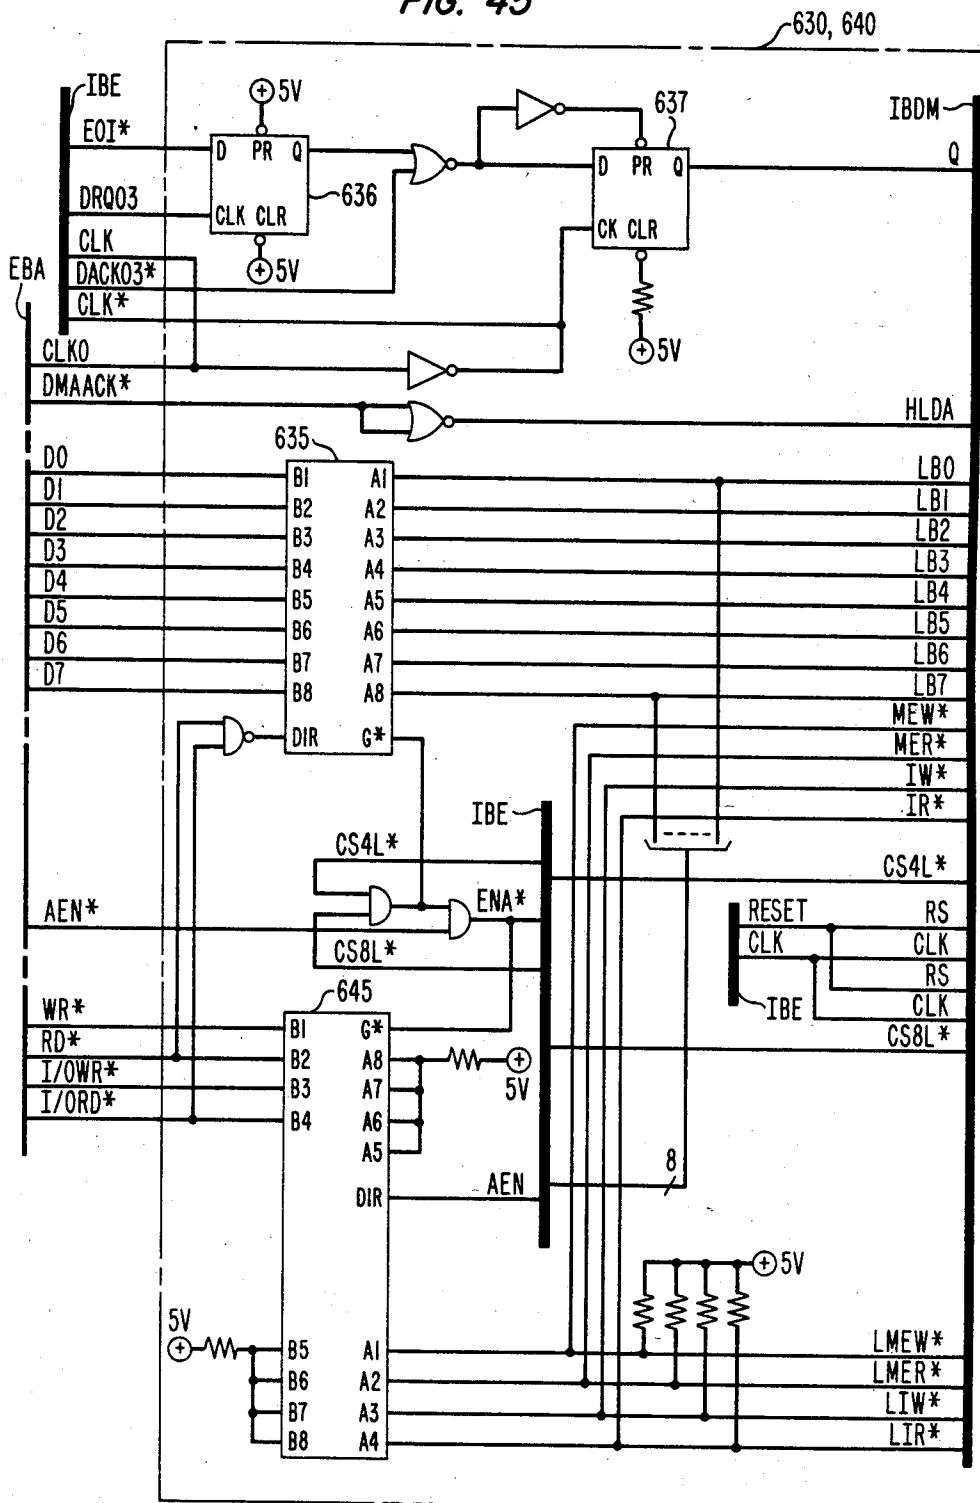 FIG. 45
630, 640
IBE
5V
637
IBDM
EOI*
D PR Q
636
D PR Q
Q
DRQ03
CLK CLR
CK CLR
CLK
5V
EBA
DACK03*
CLK*
5V
CLK0
DMAACK*
HLDA
635
D0
B1 A1
LB0
D1
B2 A2
LB1
D2
B3 A3
LB2
D3
B4 A4
LB3
D4
B5 A5
LB4
D5
B6 A6
LB5
D6
B7 A7
LB6
D7
B8 A8
LB7
MEW*
DIR G*
MER*
IW*
IBE
IR*
CS4L*
CS4L*
AEN*
ENA*
RESET
RS
CLK
CLK
CS8L*
RS
645
IBE
CLK
WR*
B1 G*
CS8L*
RD*
B2 A8
5V
I/OWR*
B3 A7
I/ORD*
B4 A6
A5
8
DIR
AEN
5V
5V
B5 A1
LMEW*
B6 A2
LMER*
B7 A3
LIW*
B8 A4
LIR*